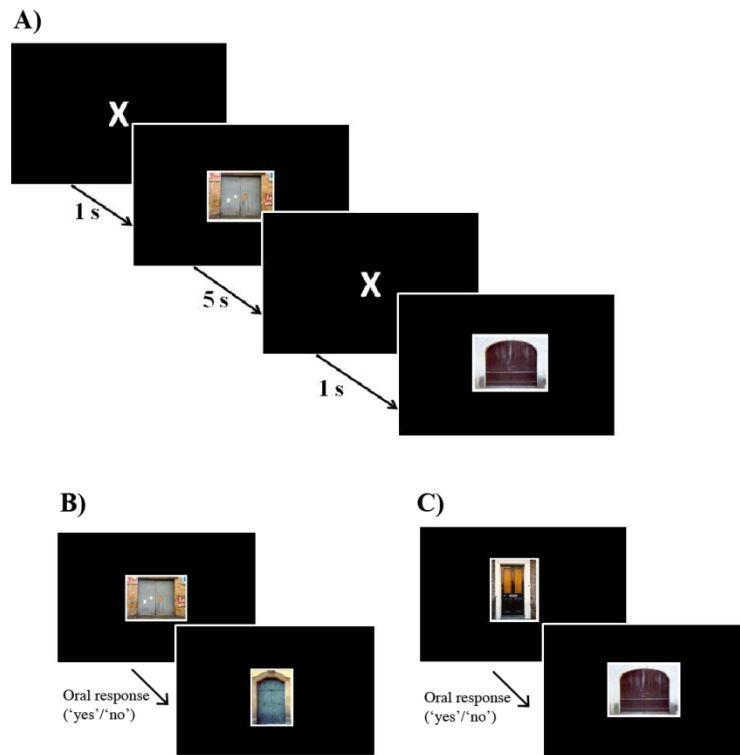 A)
X
1 s
5 s
X
1 s
B)
C)
Oral response
('yes'/'no')
Oral response
('yes'/'no')